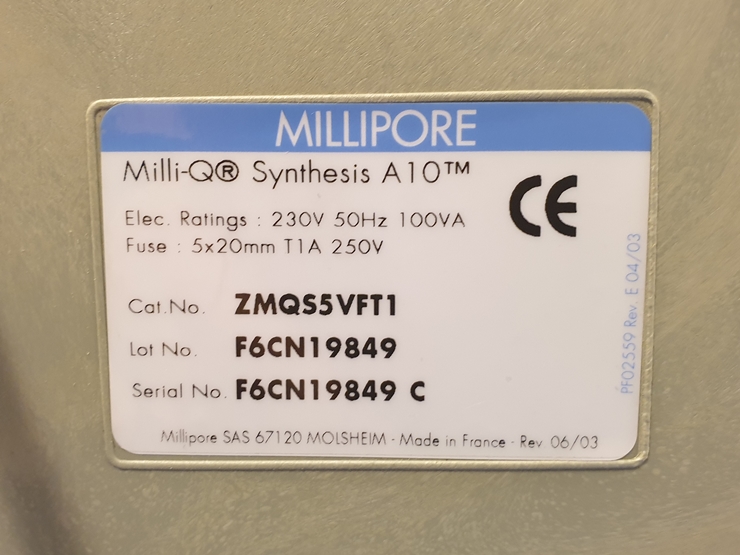 MILLIPORE
Milli-Q® Synthesis A10™
Elec. Ratings : 230V 50Hz 100VA
Fuse : 5x20mm T1A 250V
CE
Cat.No. ZMQS5VFT1
Lot No. F6CN19849
Serial No. F6CN19849 C
PF02559 Rev. E 04/03
Millipore SAS 67120 MOLSHEIM - Made in France - Rev 06/03